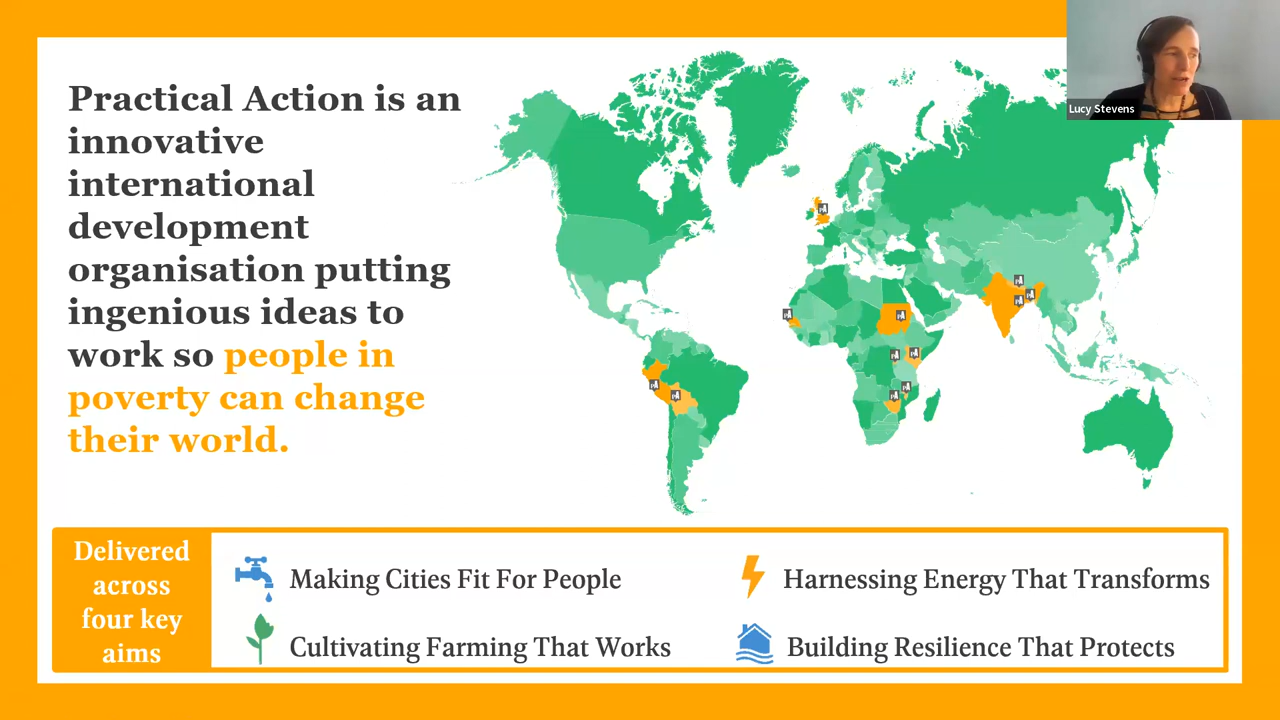 Practical Action is an
innovative
international
development
organisation putting
ingenious ideas to
work so people in
poverty can change
their world.
Lucy Stevens
Delivered
across
four key
aims
Making Cities Fit For People
Harnessing Energy That Transforms
Cultivating Farming That Works
Building Resilience That Protects